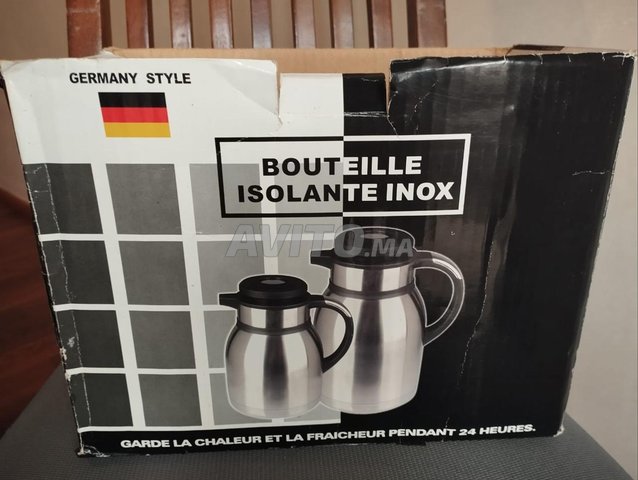 GERMANY STYLE
BOUTEILLE
ISOLANTE INOX
AVITO.MA
GARDE LA CHALEUR ET LA FRAICHEUR PENDANT 24 HEURES.